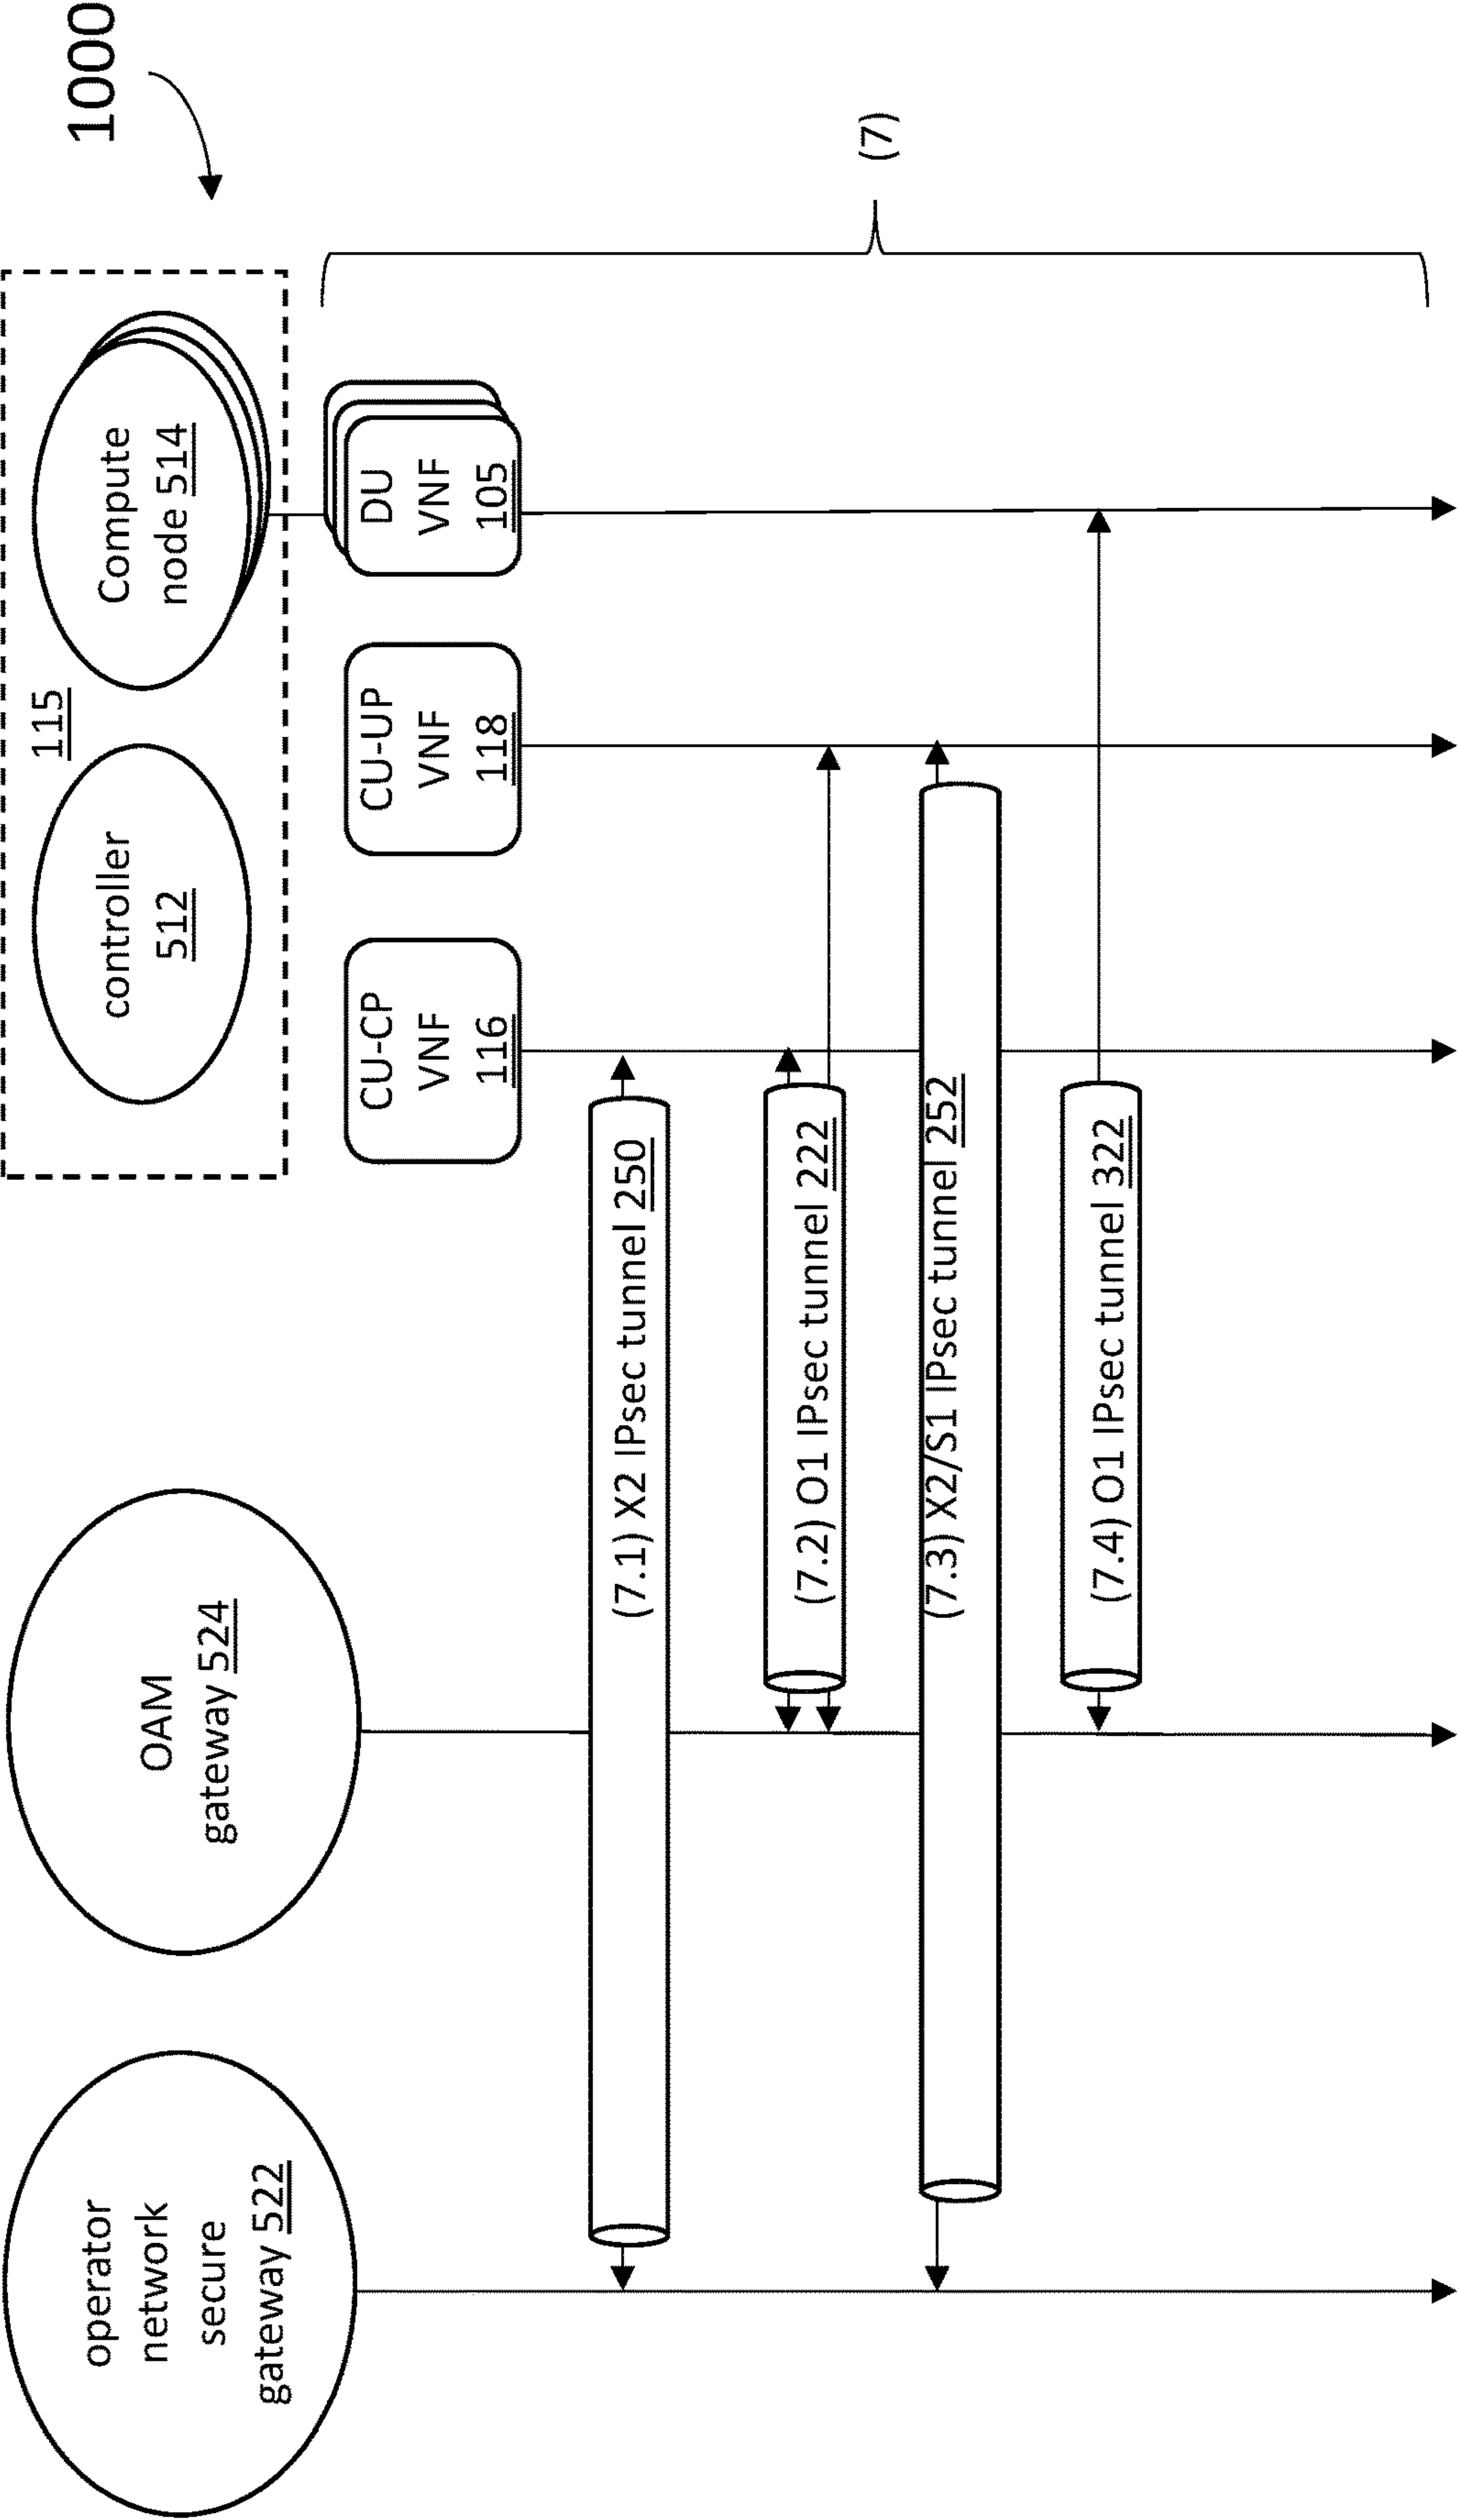 1000
115
operator
network
secure
gateway 522
OAM
gateway 524
controller
512
Compute
node 514
CU-CP
VNF
116
CU-UP
VNF
118
DU
VNF
105
(7.1) X2 IPsec tunnel 250
(7.2) O1 IPsec tunnel 222
(7.3) X2/S1 IPsec tunnel 252
(7.4) O1 IPsec tunnel 322
(7)